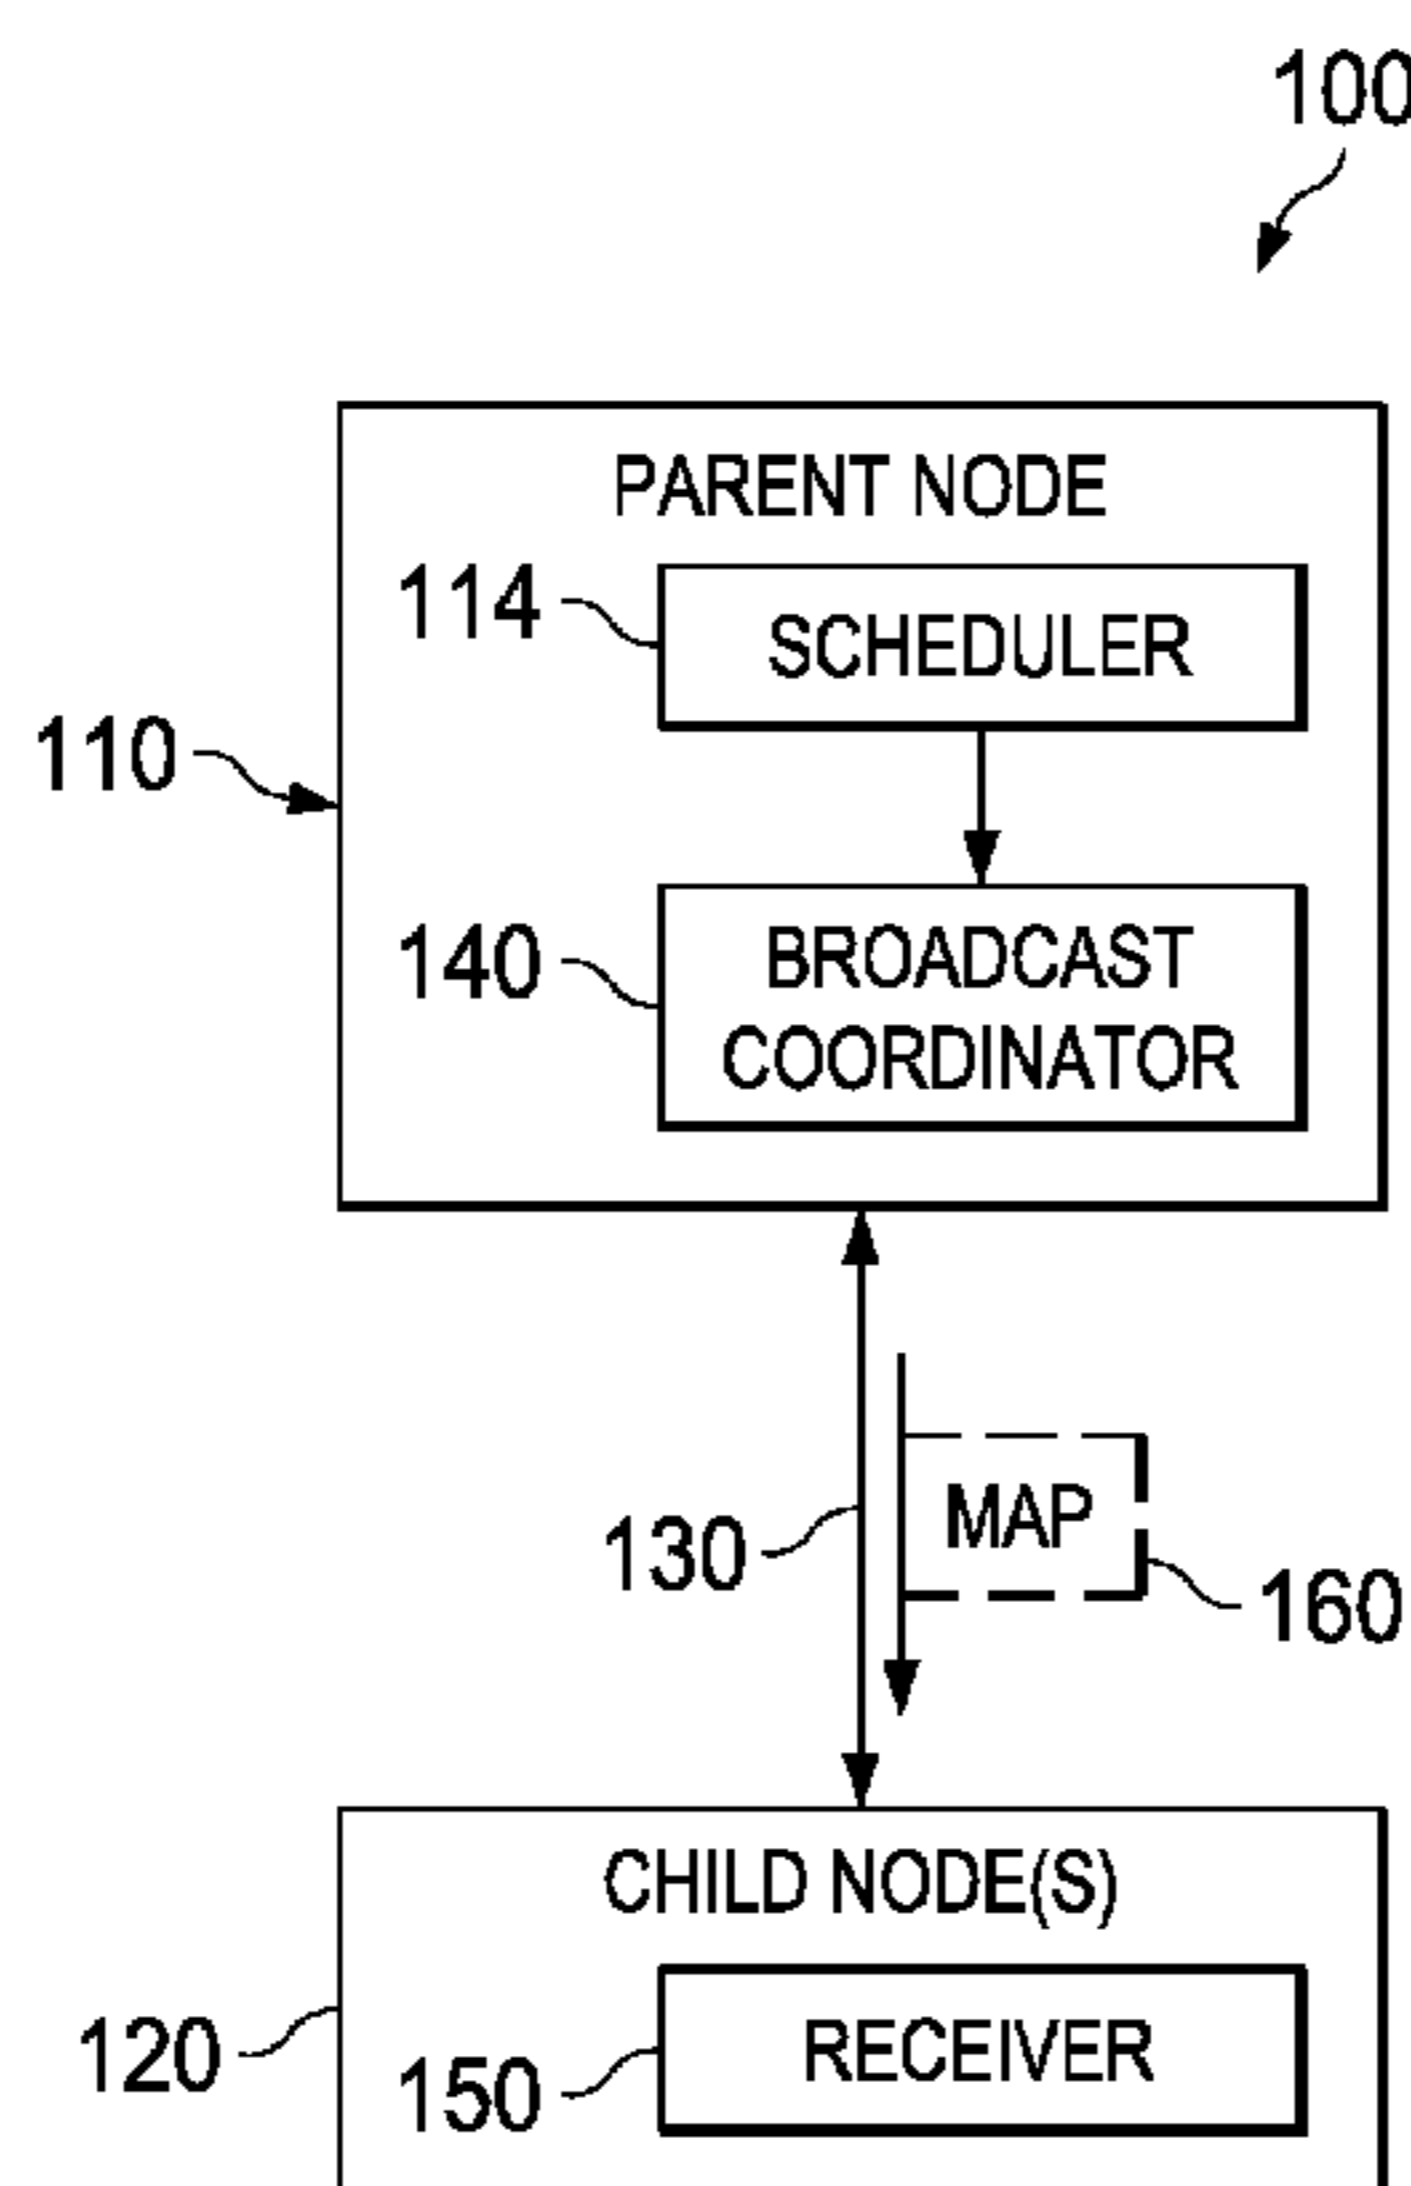 100
PARENT NODE
114
SCHEDULER
110
140
BROADCAST
COORDINATOR
130
MAP
160
CHILD NODE(S)
120
150
RECEIVER